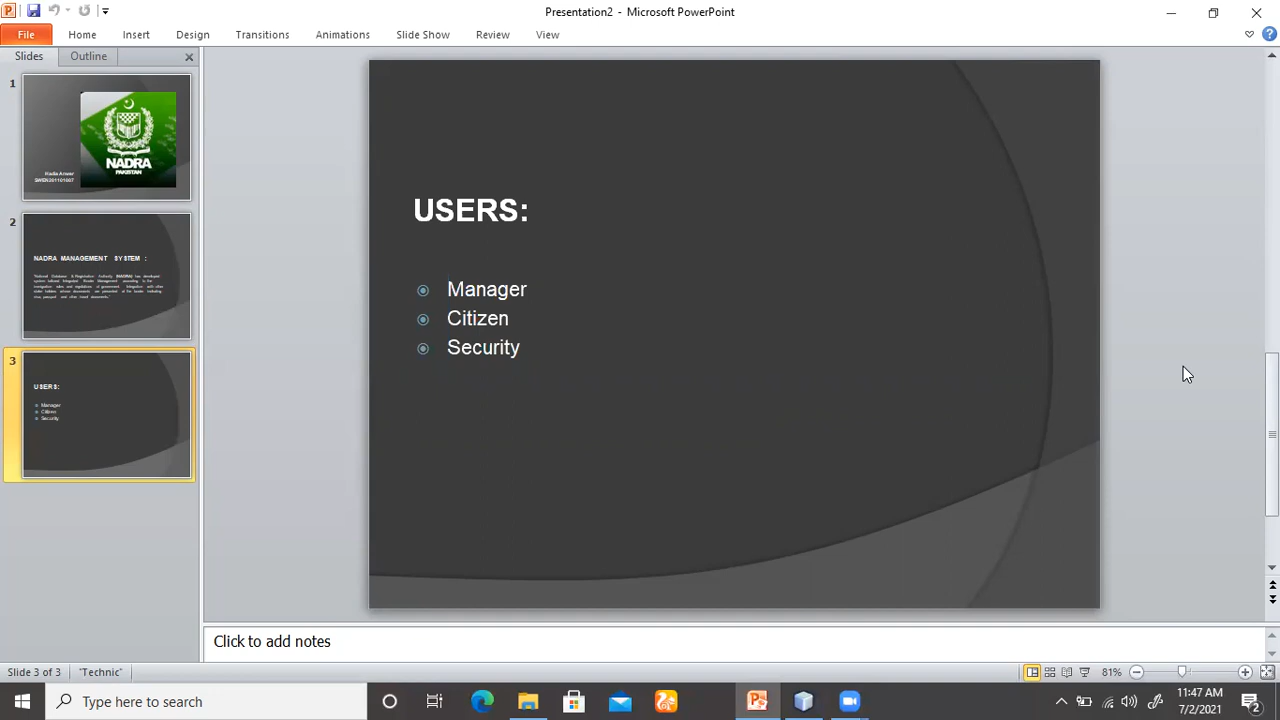 Presentation2 - Microsoft PowerPoint
File Home Insert Design Transitions Animations Slide Show Review View
Slides Outline
1
NADRA
PAKISTAN
2
NADRA MANAGEMENT SYSTEM :
3
USERS:
Manager
Citizen
Security
USERS:
Manager
Citizen
Security
Click to add notes
Slide 3 of 3 "Technic" 81%
Type here to search
11:47 AM
7/2/2021
2